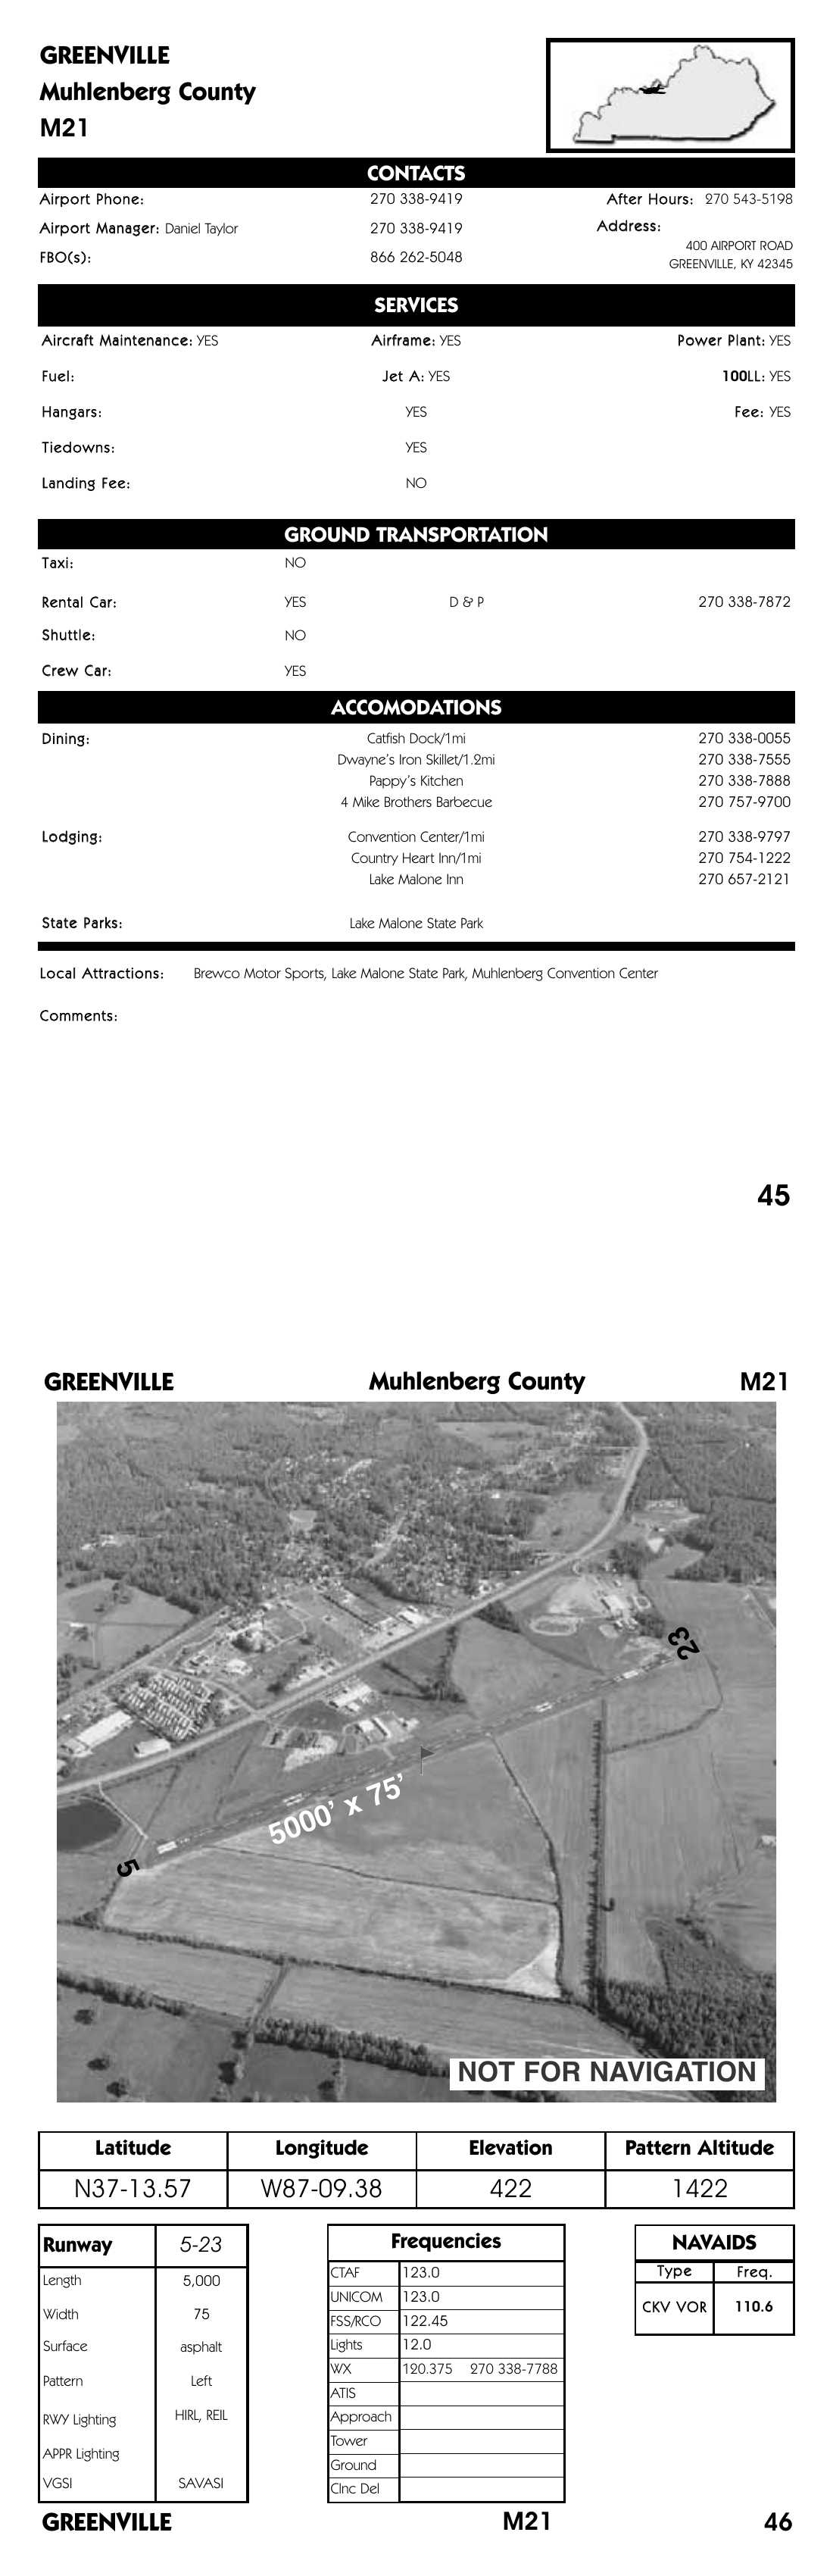 GREENVILLE
Muhlenberg County
M21
CONTACTS
Airport Phone: 270 338-9419 After Hours: 270 543-5198
Airport Manager: Daniel Taylor 270 338-9419 Address:
400 AIRPORT ROAD
FBO(s): 866 262-5048
GREENVILLE, KY 42345
SERVICES
Aircraft Maintenance: YES Airframe: YES Power Plant: YES
Fuel: Jet A: YES 100LL: YES
Hangars: YES Fee: YES
Tiedowns: YES
Landing Fee: NO
GROUND TRANSPORTATION
Taxi: NO
Rental Car: YES D & P 270 338-7872
Shuttle: NO
Crew Car: YES
ACCOMODATIONS
Dining: Catfish Dock/1mi 270 338-0055
Dwayne's Iron Skillet/1.2mi 270 338-7555
Pappy's Kitchen 270 338-7888
4 Mike Brothers Barbecue 270 757-9700
Lodging: Convention Center/1mi 270 338-9797
Country Heart Inn/1mi 270 754-1222
Lake Malone Inn 270 657-2121
State Parks: Lake Malone State Park
Local Attractions: Brewco Motor Sports, Lake Malone State Park, Muhlenberg Convention Center
Comments:
45
GREENVILLE Muhlenberg County M21
23
5000' x 75'
5
NOT FOR NAVIGATION
Latitude Longitude Elevation Pattern Altitude
N37-13.57 W87-09.38 422 1422
Runway 5-23
Length 5,000
Width 75
Surface asphalt
Pattern Left
RWY Lighting HIRL, REIL
APPR Lighting
VGSI SAVASI
Frequencies
CTAF 123.0
UNICOM 123.0
FSS/RCO 122.45
Lights 12.0
WX 120.375 270 338-7788
ATIS
Approach
Tower
Ground
Clnc Del
NAVAIDS
Type Freq.
CKV VOR 110.6
GREENVILLE M21 46